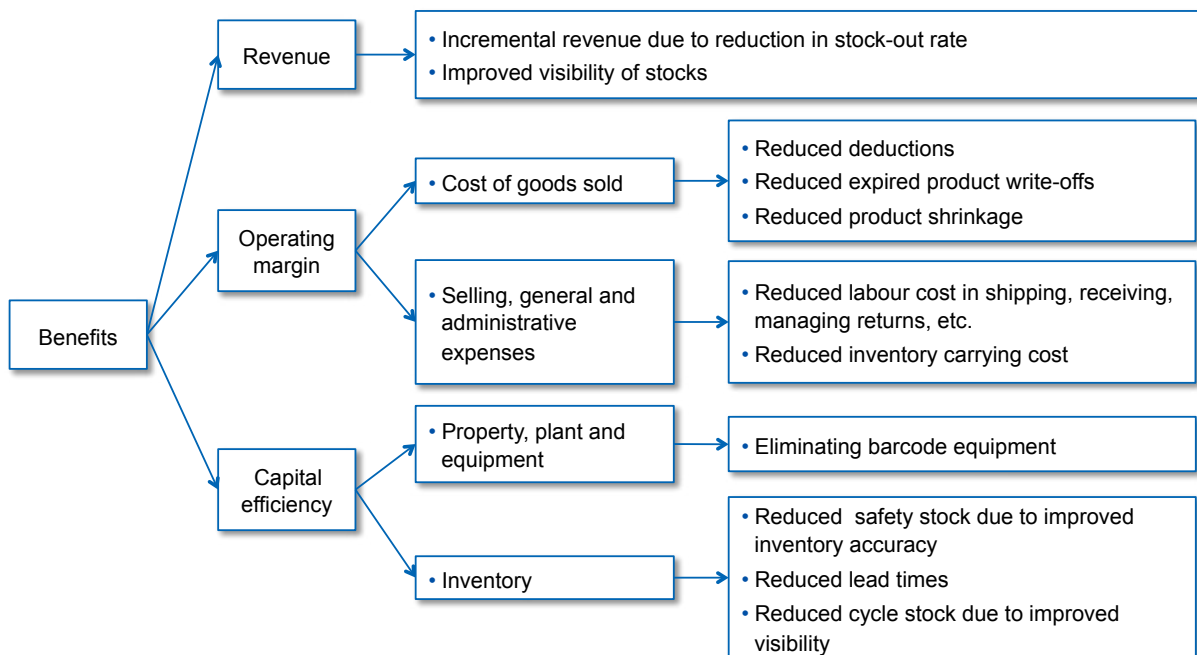 Revenue
• Incremental revenue due to reduction in stock-out rate
• Improved visibility of stocks
• Cost of goods sold
• Reduced deductions
• Reduced expired product write-offs
• Reduced product shrinkage
Operating
margin
• Selling, general and
administrative
expenses
• Reduced labour cost in shipping, receiving,
managing returns, etc.
• Reduced inventory carrying cost
Benefits
• Property, plant and
equipment
• Eliminating barcode equipment
Capital
efficiency
• Inventory
• Reduced  safety stock due to improved
inventory accuracy
• Reduced lead times
• Reduced cycle stock due to improved
visibility